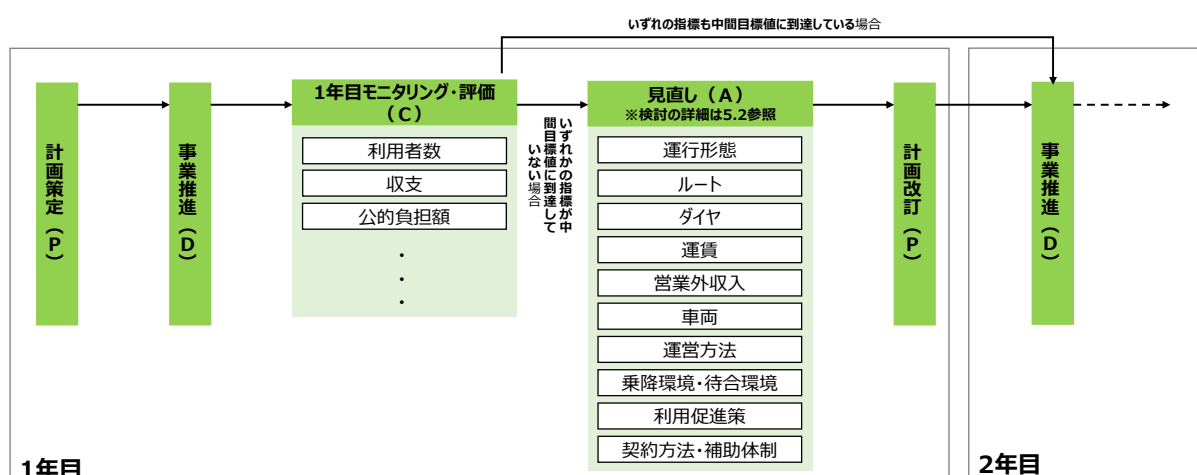 いずれの指標も中間目標値に到達している場合
計画策定（P）
事業推進（D）
1年目モニタリング・評価
（C）
利用者数
収支
公的負担額
・
・
・
いずれかの指標が中
間目標値に到達して
いない場合
見直し（A）
※検討の詳細は5.2参照
運行形態
ルート
ダイヤ
運賃
営業外収入
車両
運営方法
乗降環境・待合環境
利用促進策
契約方法・補助体制
計画改訂（P）
事業推進（D）
1年目
2年目